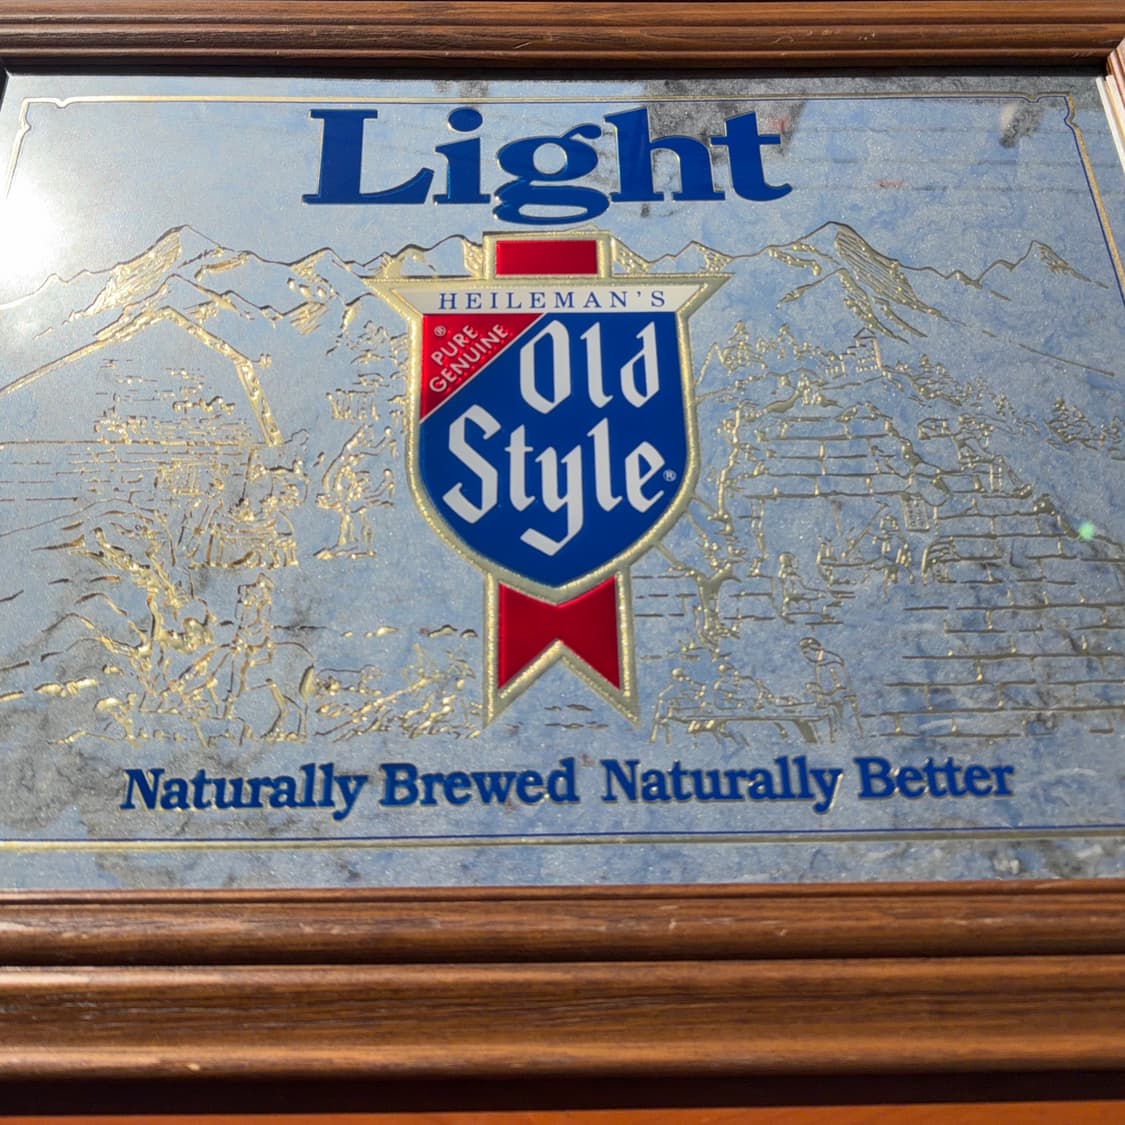 Light
HEILEMAN'S
® PURE
GENUINE
Old
Style®
Naturally Brewed Naturally Better